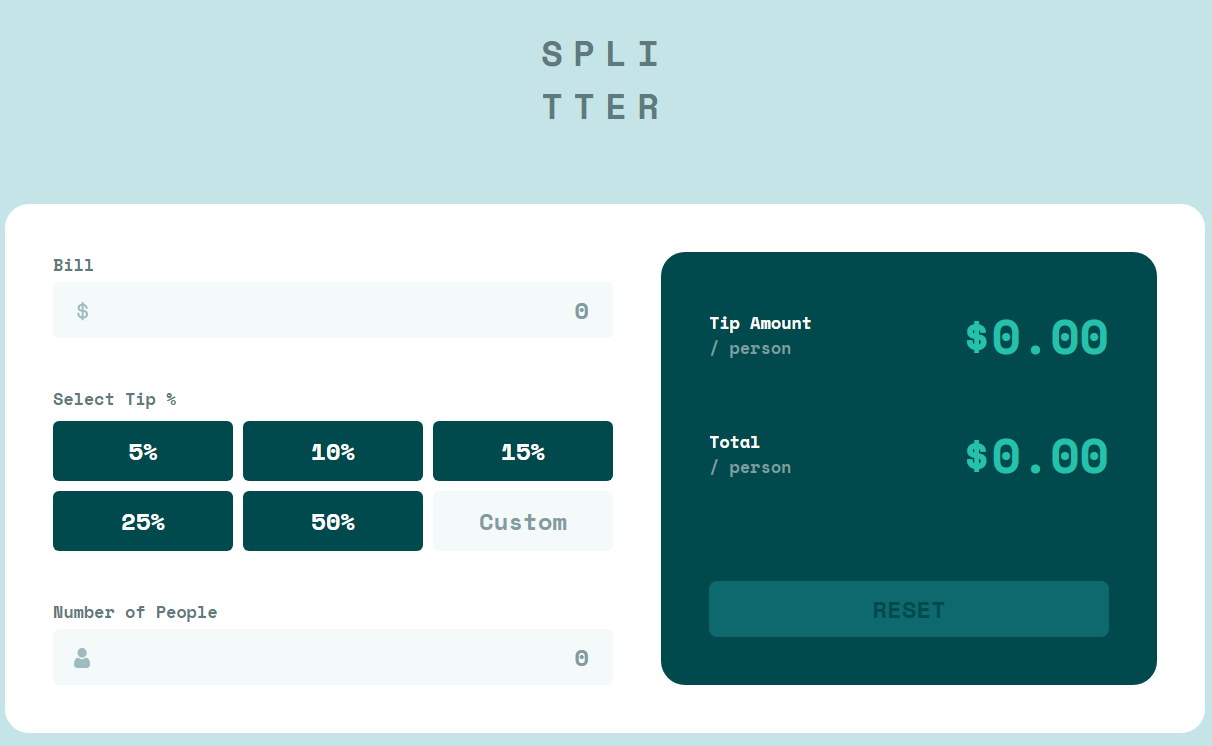 SPLI
TTER
Bill
$ 0
Select Tip %
5% 10% 15%
25% 50% Custom
Number of People
0
Tip Amount
/ person
$0.00
Total
/ person
$0.00
RESET